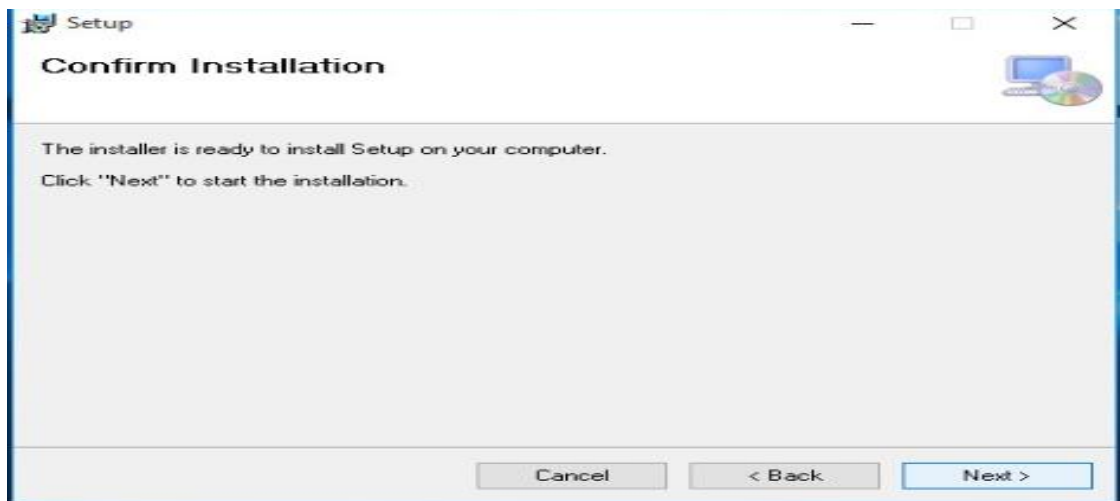 Setup
Confirm Installation
The installer is ready to install Setup on your computer.
Click "Next" to start the installation.
Cancel
< Back
Next >